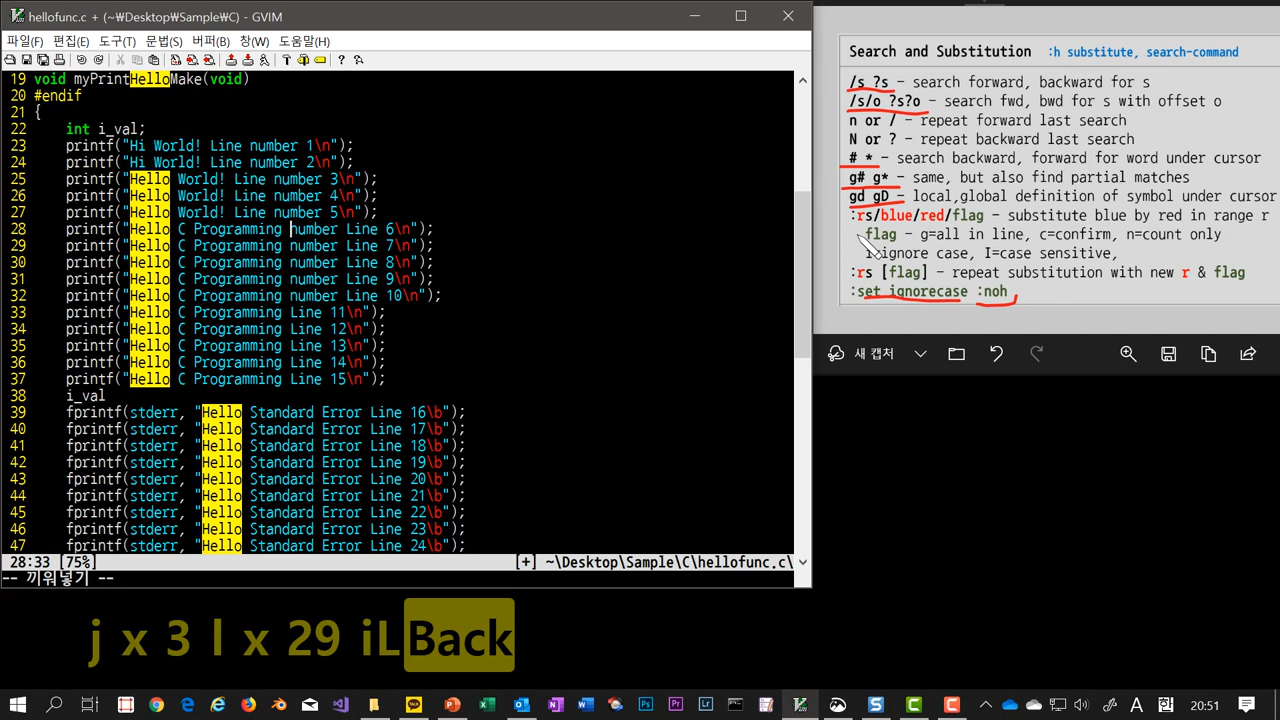 hellofunc.c + (~₩Desktop₩Sample₩C) - GVIM
파일(F) 편집(E) 도구(T) 문법(S) 버퍼(B) 창(W) 도움말(H)
19 void myPrintHelloMake(void)
20 #endif
21 {
22     int i_val;
23     printf("Hi World! Line number 1\n");
24     printf("Hi World! Line number 2\n");
25     printf("Hello World! Line number 3\n");
26     printf("Hello World! Line number 4\n");
27     printf("Hello World! Line number 5\n");
28     printf("Hello C Programming number Line 6\n");
29     printf("Hello C Programming number Line 7\n");
30     printf("Hello C Programming number Line 8\n");
31     printf("Hello C Programming number Line 9\n");
32     printf("Hello C Programming number Line 10\n");
33     printf("Hello C Programming Line 11\n");
34     printf("Hello C Programming Line 12\n");
35     printf("Hello C Programming Line 13\n");
36     printf("Hello C Programming Line 14\n");
37     printf("Hello C Programming Line 15\n");
38     i_val
39     fprintf(stderr, "Hello Standard Error Line 16\b");
40     fprintf(stderr, "Hello Standard Error Line 17\b");
41     fprintf(stderr, "Hello Standard Error Line 18\b");
42     fprintf(stderr, "Hello Standard Error Line 19\b");
43     fprintf(stderr, "Hello Standard Error Line 20\b");
44     fprintf(stderr, "Hello Standard Error Line 21\b");
45     fprintf(stderr, "Hello Standard Error Line 22\b");
46     fprintf(stderr, "Hello Standard Error Line 23\b");
47     fprintf(stderr, "Hello Standard Error Line 24\b");
28:33 [75%] [+] ~\Desktop\Sample\C\hellofunc.c\
-- 끼워넣기 --
j x 3 l x 29 iL Back
Search and Substitution :h substitute, search-command
/s ?s - search forward, backward for s
/s/o ?s?o - search fwd, bwd for s with offset o
n or / - repeat forward last search
N or ? - repeat backward last search
# * - search backward, forward for word under cursor
g# g* - same, but also find partial matches
gd gD - local,global definition of symbol under cursor
:rs/blue/red/flag - substitute blue by red in range r
flag - g=all in line, c=confirm, n=count only
ignore case, I=case sensitive,
:rs [flag] - repeat substitution with new r & flag
:set ignorecase :noh
새 캡처
A 20:51